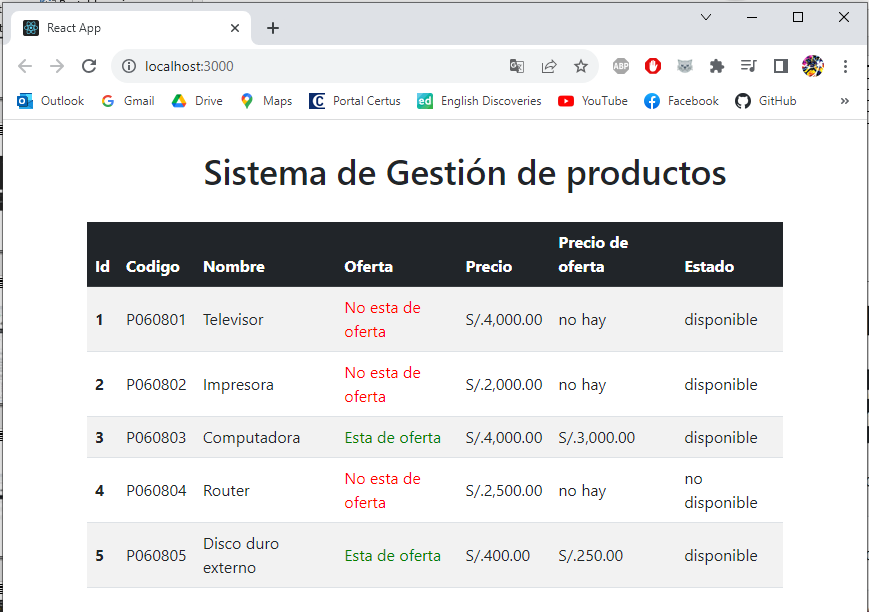 React App
localhost:3000
ABP
Outlook Gmail Drive Maps Portal Certus ed English Discoveries YouTube Facebook GitHub »
Sistema de Gestión de productos
Id Codigo Nombre Oferta Precio Precio de oferta Estado
1 P060801 Televisor No esta de oferta S/.4,000.00 no hay disponible
2 P060802 Impresora No esta de oferta S/.2,000.00 no hay disponible
3 P060803 Computadora Esta de oferta S/.4,000.00 S/.3,000.00 disponible
4 P060804 Router No esta de oferta S/.2,500.00 no hay no disponible
5 P060805 Disco duro externo Esta de oferta S/.400.00 S/.250.00 disponible